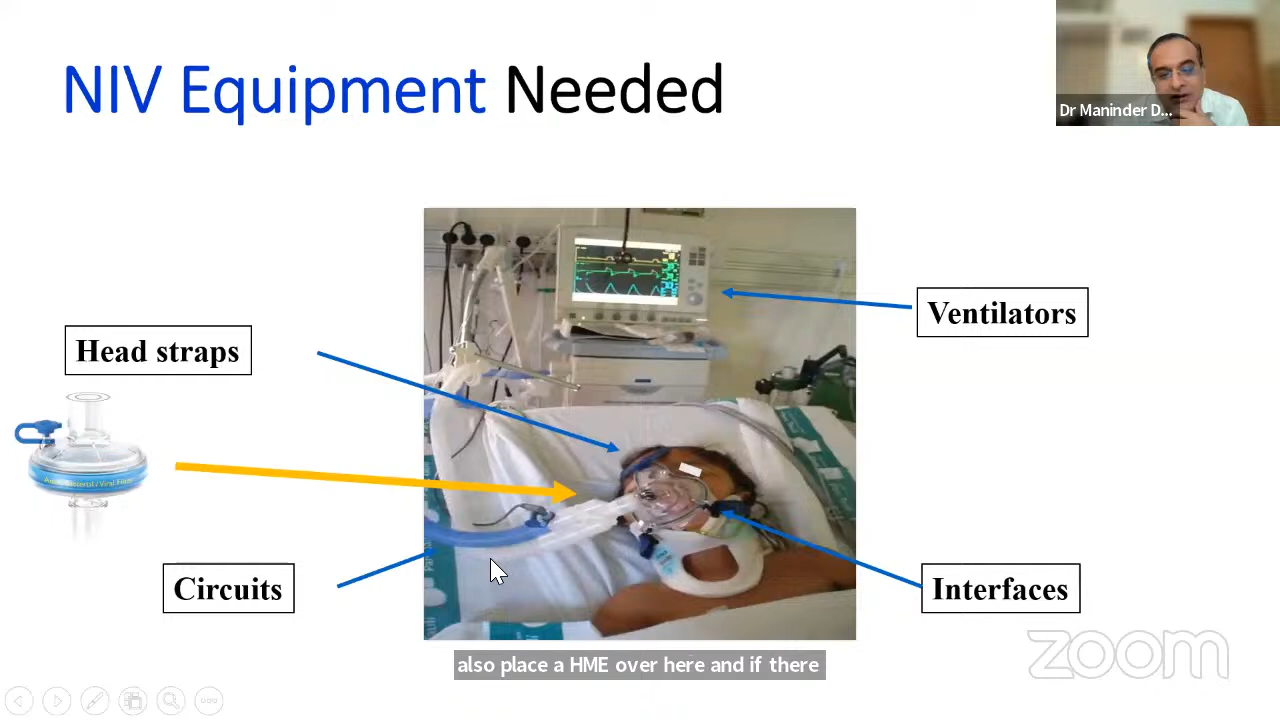 NIV Equipment Needed
Dr Maninder D...
Ventilators
Head straps
Circuits
Interfaces
also place a HME over here and if there
zoom